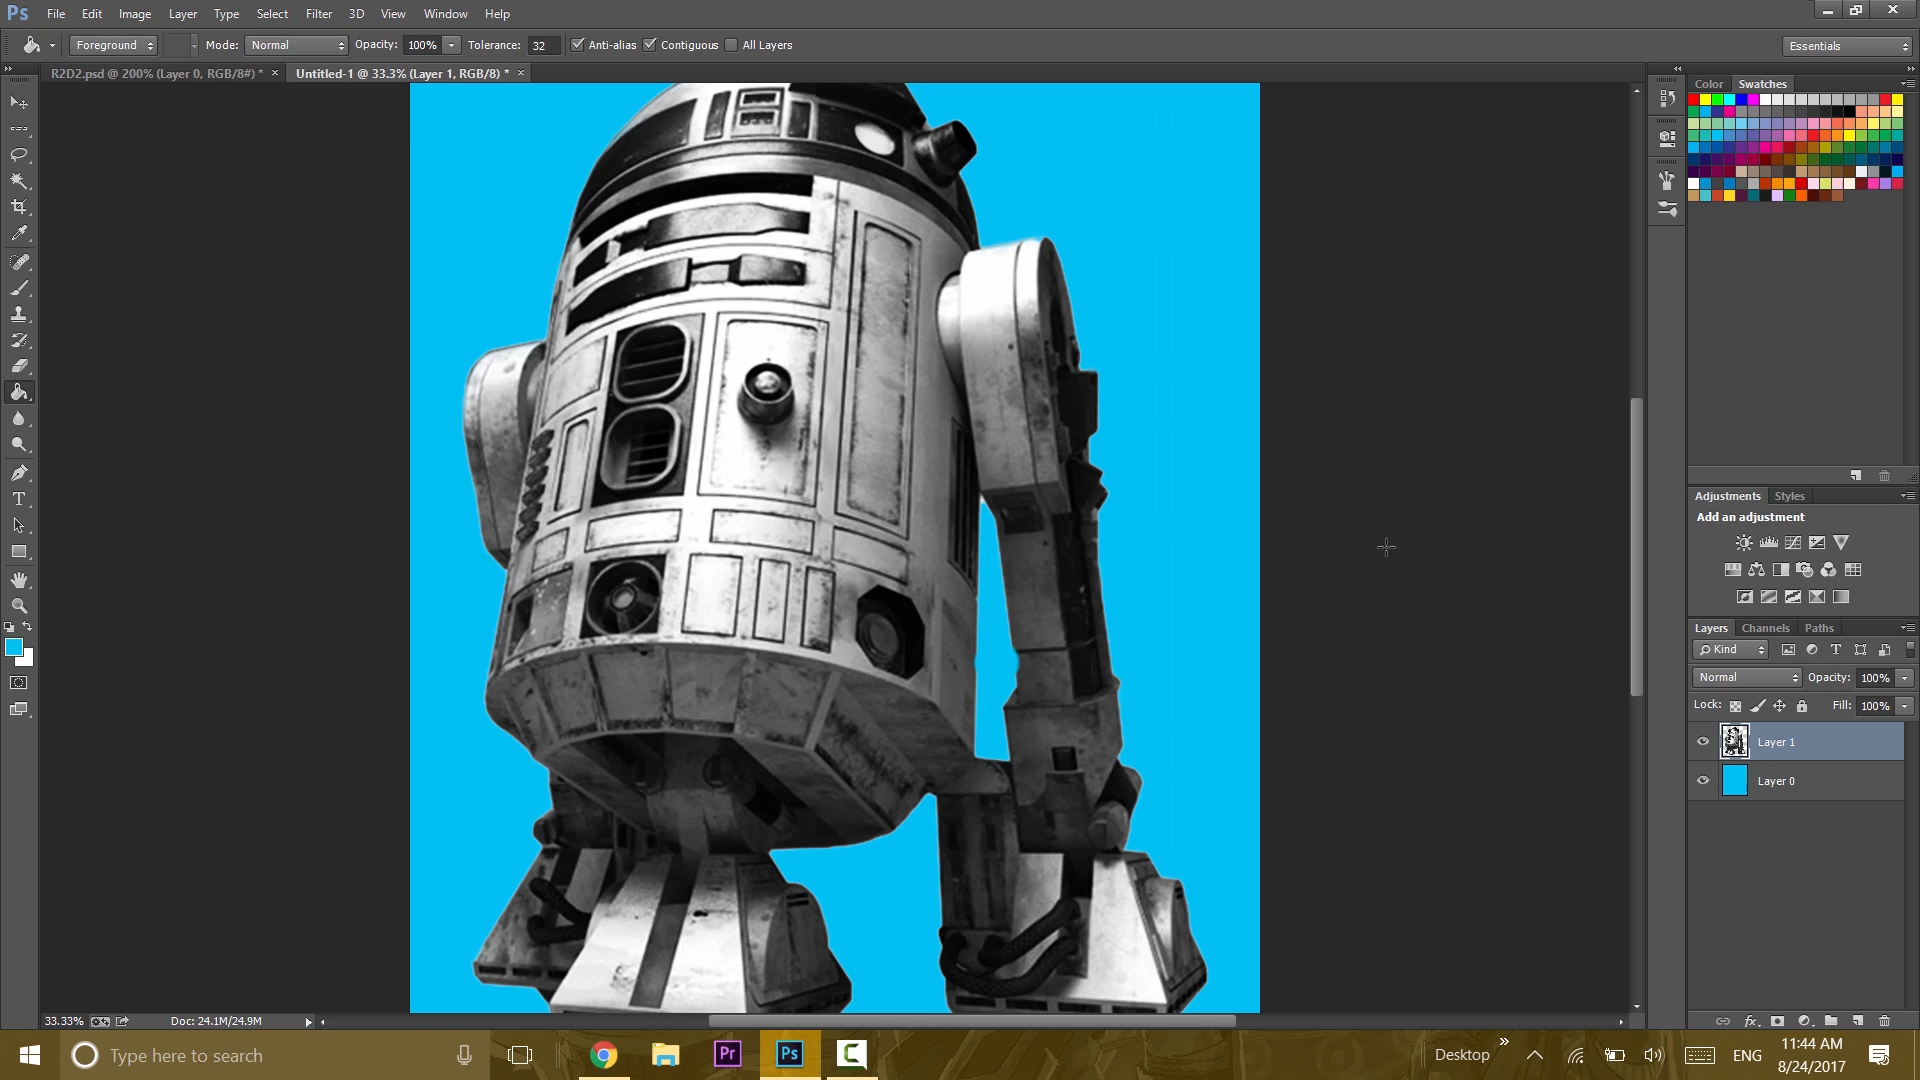 Ps File Edit Image Layer Type Select Filter 3D View Window Help
Foreground Mode: Normal Opacity: 100% Tolerance: 32 Anti-alias Contiguous All Layers Essentials
R2D2.psd @ 200% (Layer 0, RGB/8#) * × Untitled-1 @ 33.3% (Layer 1, RGB/8) * ×
Color Swatches
Adjustments Styles
Add an adjustment
Layers Channels Paths
Kind
Normal Opacity: 100%
Lock: Fill: 100%
Layer 1
Layer 0
33.33% Doc: 24.1M/24.9M
Type here to search Pr Ps C Desktop ENG 11:44 AM
8/24/2017